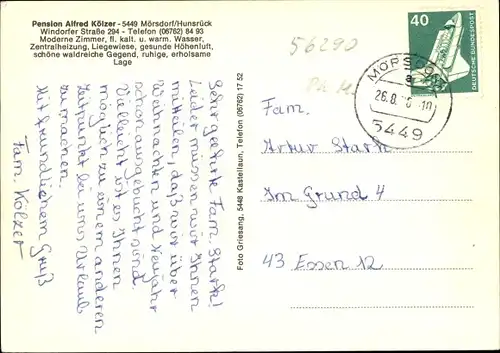 Pension Alfred Kölzer - 5449 Mörsdorf/Hunsrück
Windorfer Straße 294 - Telefon (06762) 84 93
Moderne Zimmer, fl. kalt. u. warm. Wasser,
Zentralheizung, Liegewiese, gesunde Höhenluft,
schöne waldreiche Gegend, ruhige, erholsame
Lage
Sehr geehrte Fam. Stark!
Leider müssen wir Ihnen
mitteilen, daß wir über
Weihnachten und Neujahr
schon ausgebucht sind.
Vielleicht ist es Ihnen
möglich zu einem anderen
Zeitpunkt bei uns Urlaub
zu machen.
Mit freundlichem Gruß
Fam. Kölzer
Foto Griesang, 5448 Kastellaun, Telefon (06762) 17 52
56290
40
DEUTSCHE BUNDESPOST
MÖRSDORF
a
26.8.
5449
Fam.
Artur Stark
Im Grund 4
43 Essen 12